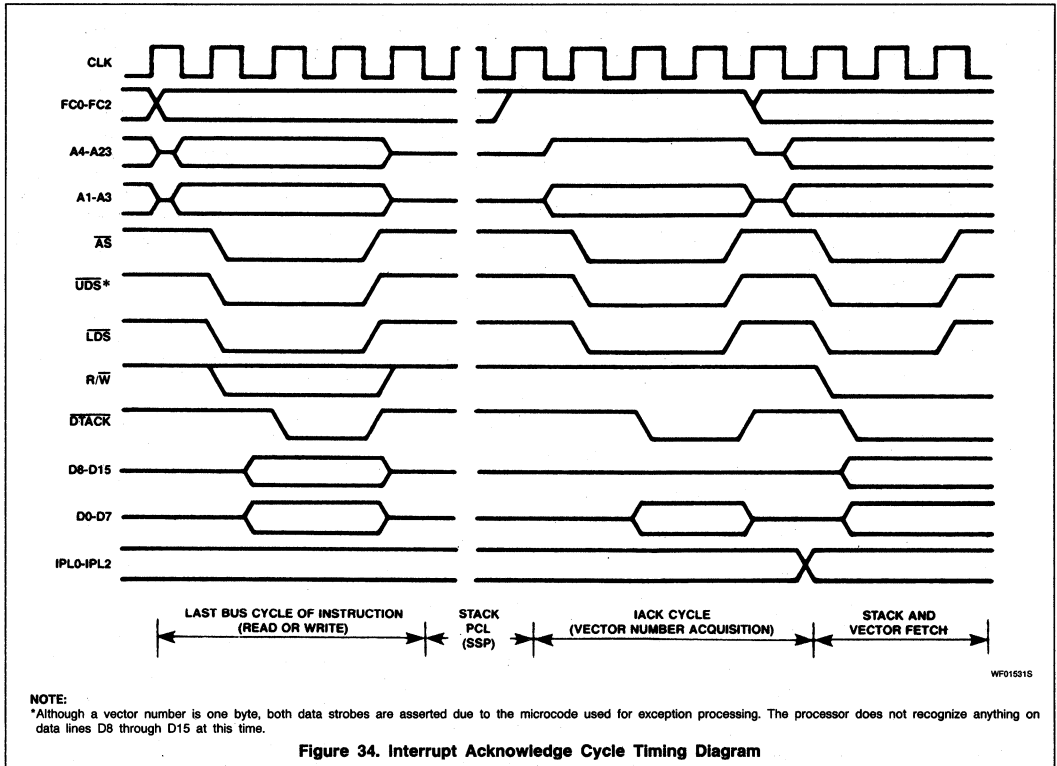 CLK
FC0-FC2
A4-A23
A1-A3
AS
UDS*
LDS
R/W
DTACK
D8-D15
D0-D7
IPL0-IPL2
LAST BUS CYCLE OF INSTRUCTION
(READ OR WRITE)
STACK
PCL
(SSP)
IACK CYCLE
(VECTOR NUMBER ACQUISITION)
STACK AND
VECTOR FETCH
WF01531S
NOTE:
*Although a vector number is one byte, both data strobes are asserted due to the microcode used for exception processing. The processor does not recognize anything on
data lines D8 through D15 at this time.
Figure 34. Interrupt Acknowledge Cycle Timing Diagram